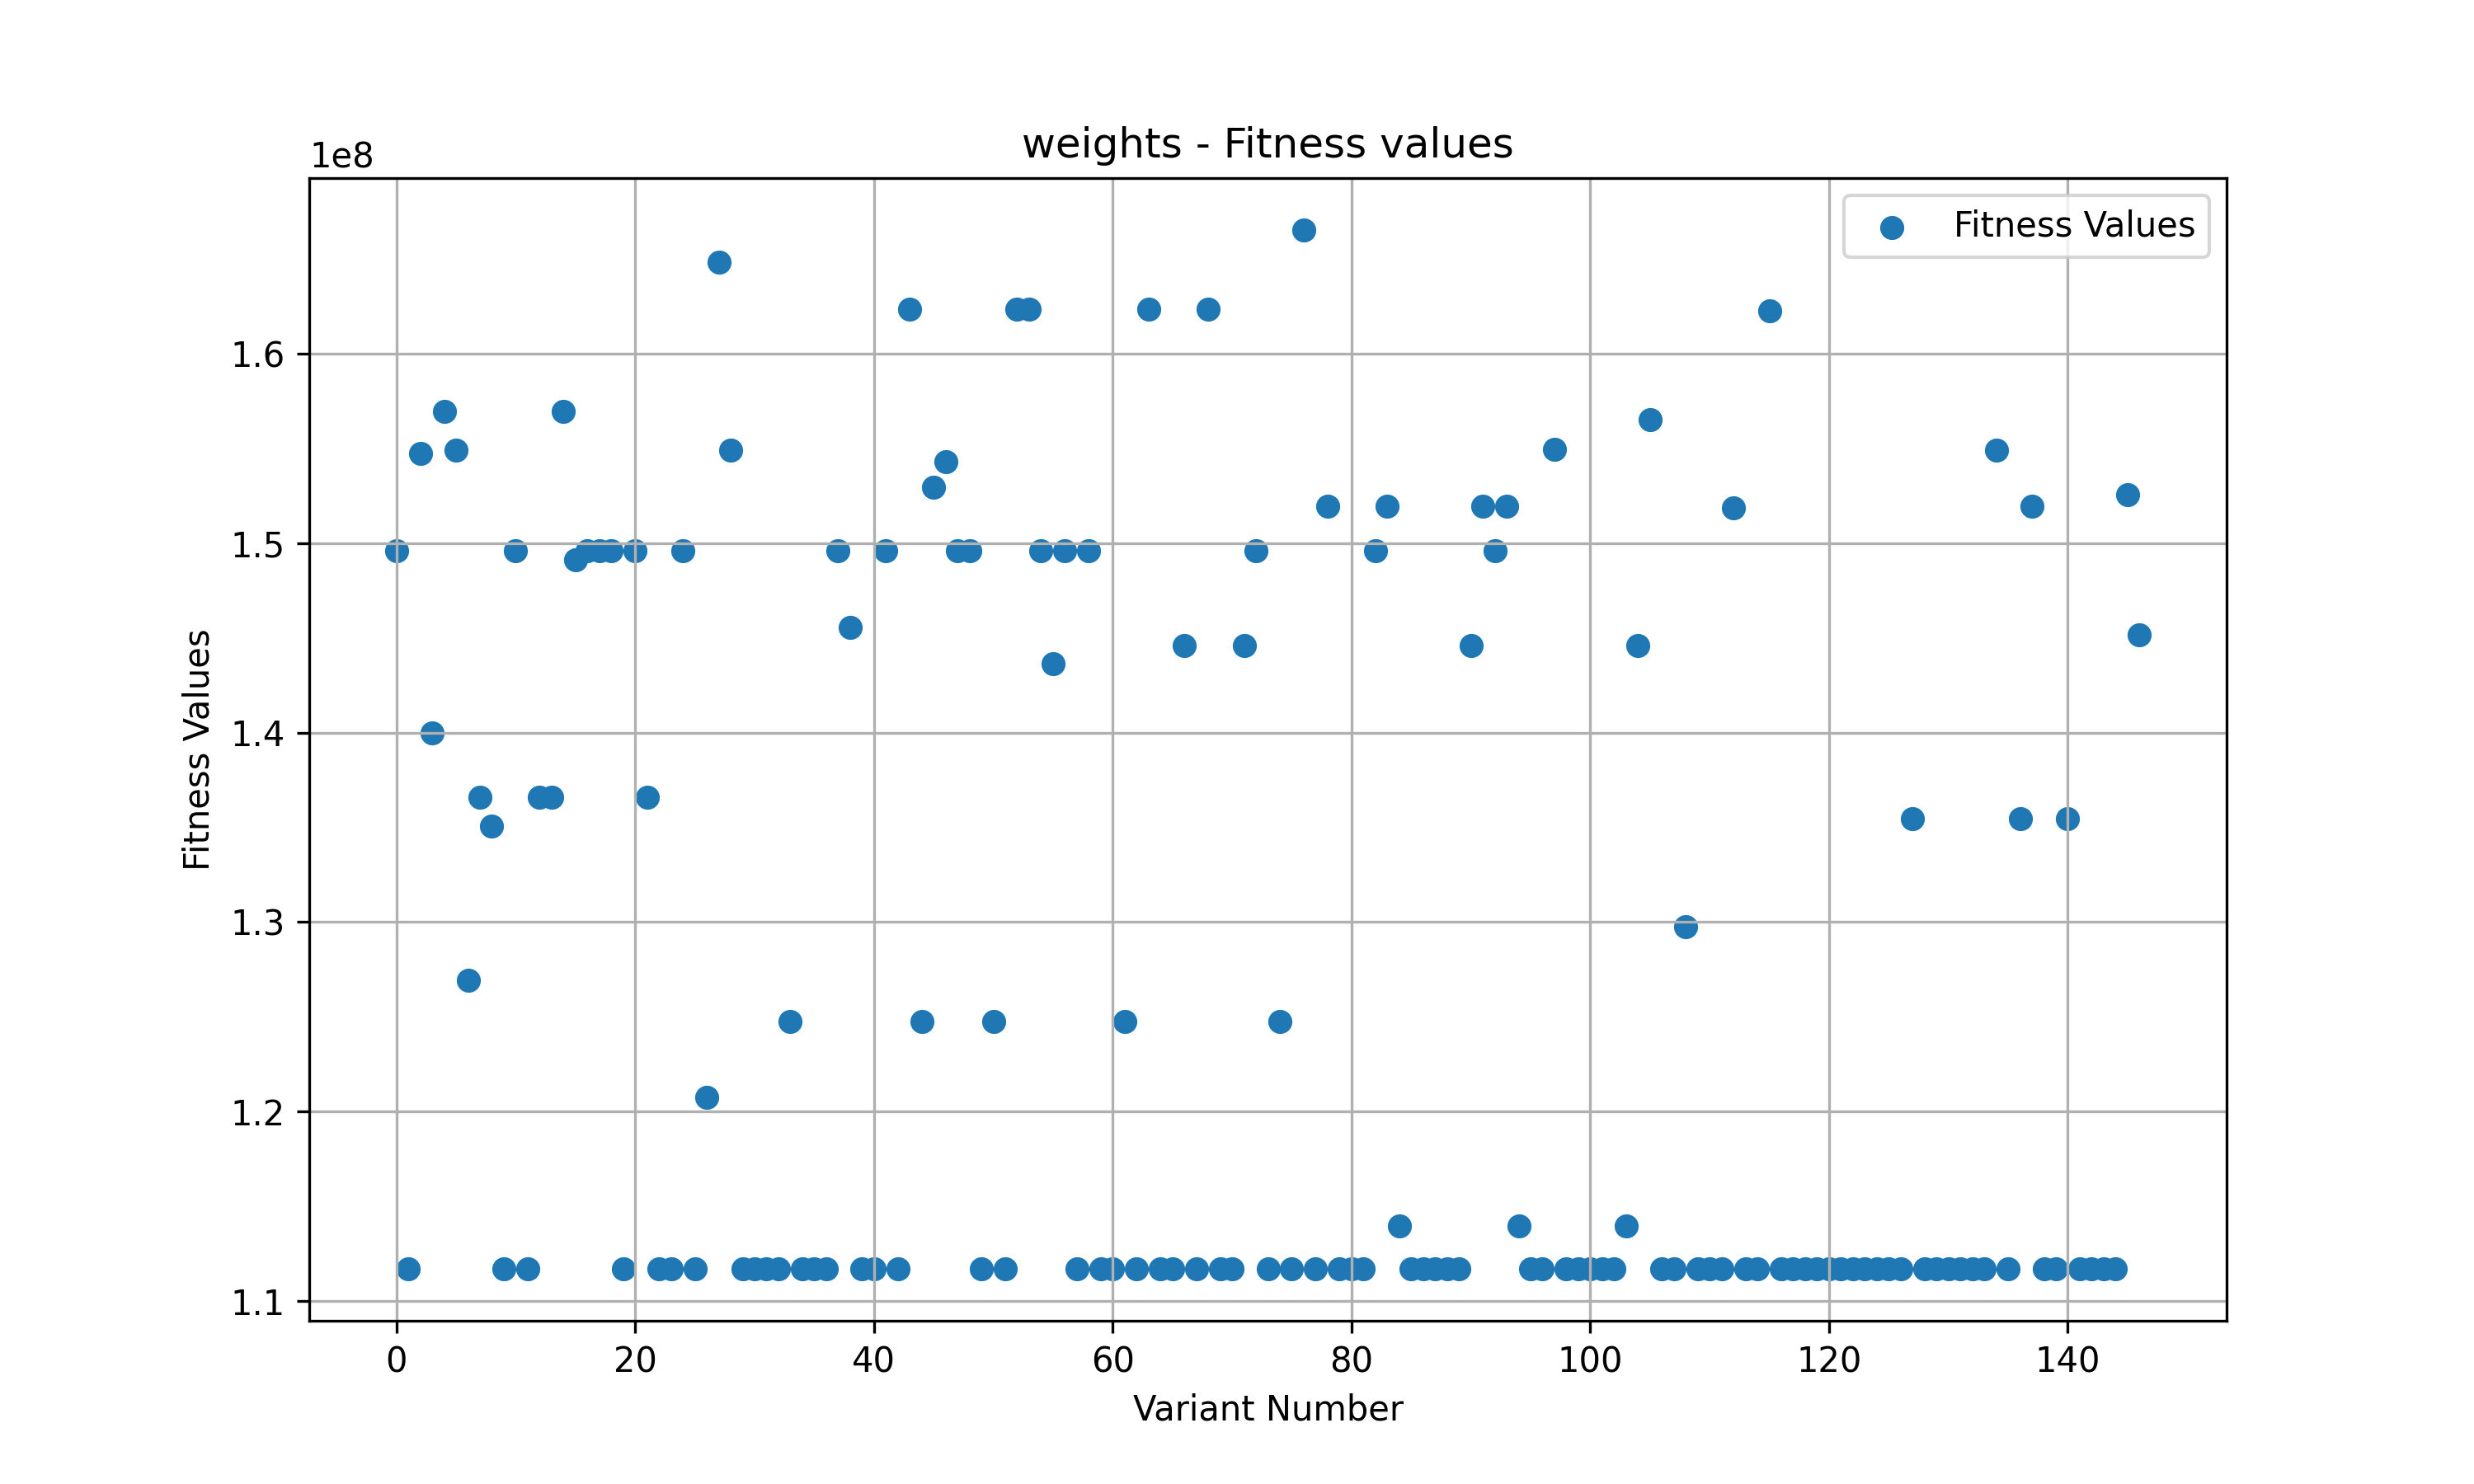 weights - Fitness values
1e8
Fitness Values
1.6
1.5
1.4
1.3
1.2
1.1
Fitness Values
0 20 40 60 80 100 120 140
Variant Number